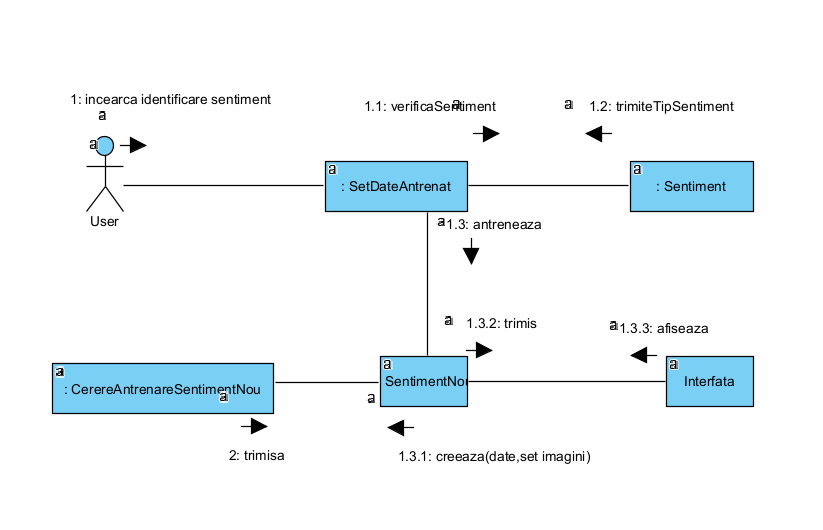 1: incearca identificare sentiment
a
a
User
1.1: verificaSentiment
a
a
1.2: trimiteTipSentiment
a
: SetDateAntrenat
a
: Sentiment
a
1.3: antreneaza
a
1.3.2: trimis
a
1.3.3: afiseaza
a
: CerereAntrenareSentimentNou
a
a
SentimentNou
a
a
Interfata
2: trimisa
1.3.1: creeaza(date,set imagini)